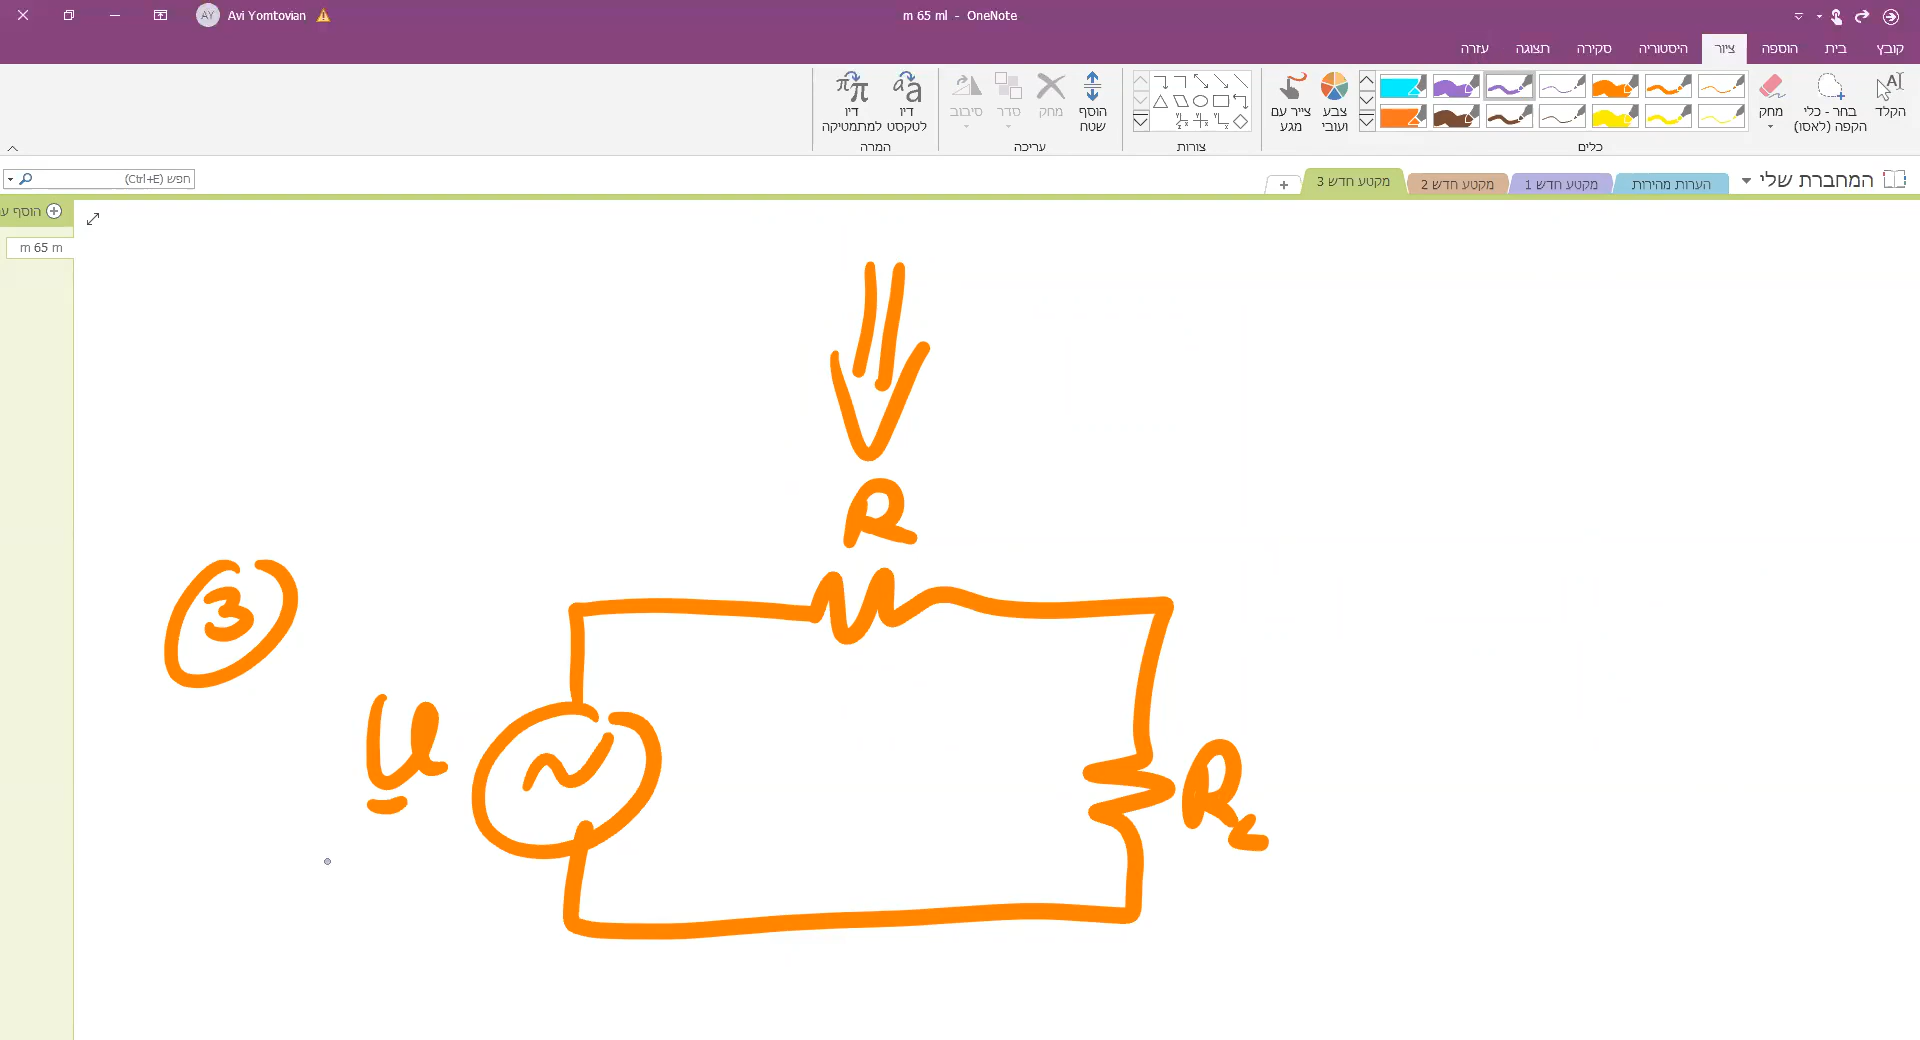 Avi Yomtovian
m 65 ml - OneNote
קובץ
בית
הוספה
ציור
היסטוריה
סקירה
תצוגה
עזרה
הקלד
בחר - כלי הקפה (לאסו)
מחק
כלים
צבע ועובי
צייר עם מגע
צורות
הוסף שטח
מחק
סדר
סיבוב
עריכה
דיו לטקסט
דיו למתמטיקה
המרה
המחברת שלי
הערות מהירות
מקטע חדש 1
מקטע חדש 2
מקטע חדש 3
חפש (Ctrl+E)
הוסף
m 65 m
R
3
U
R
L